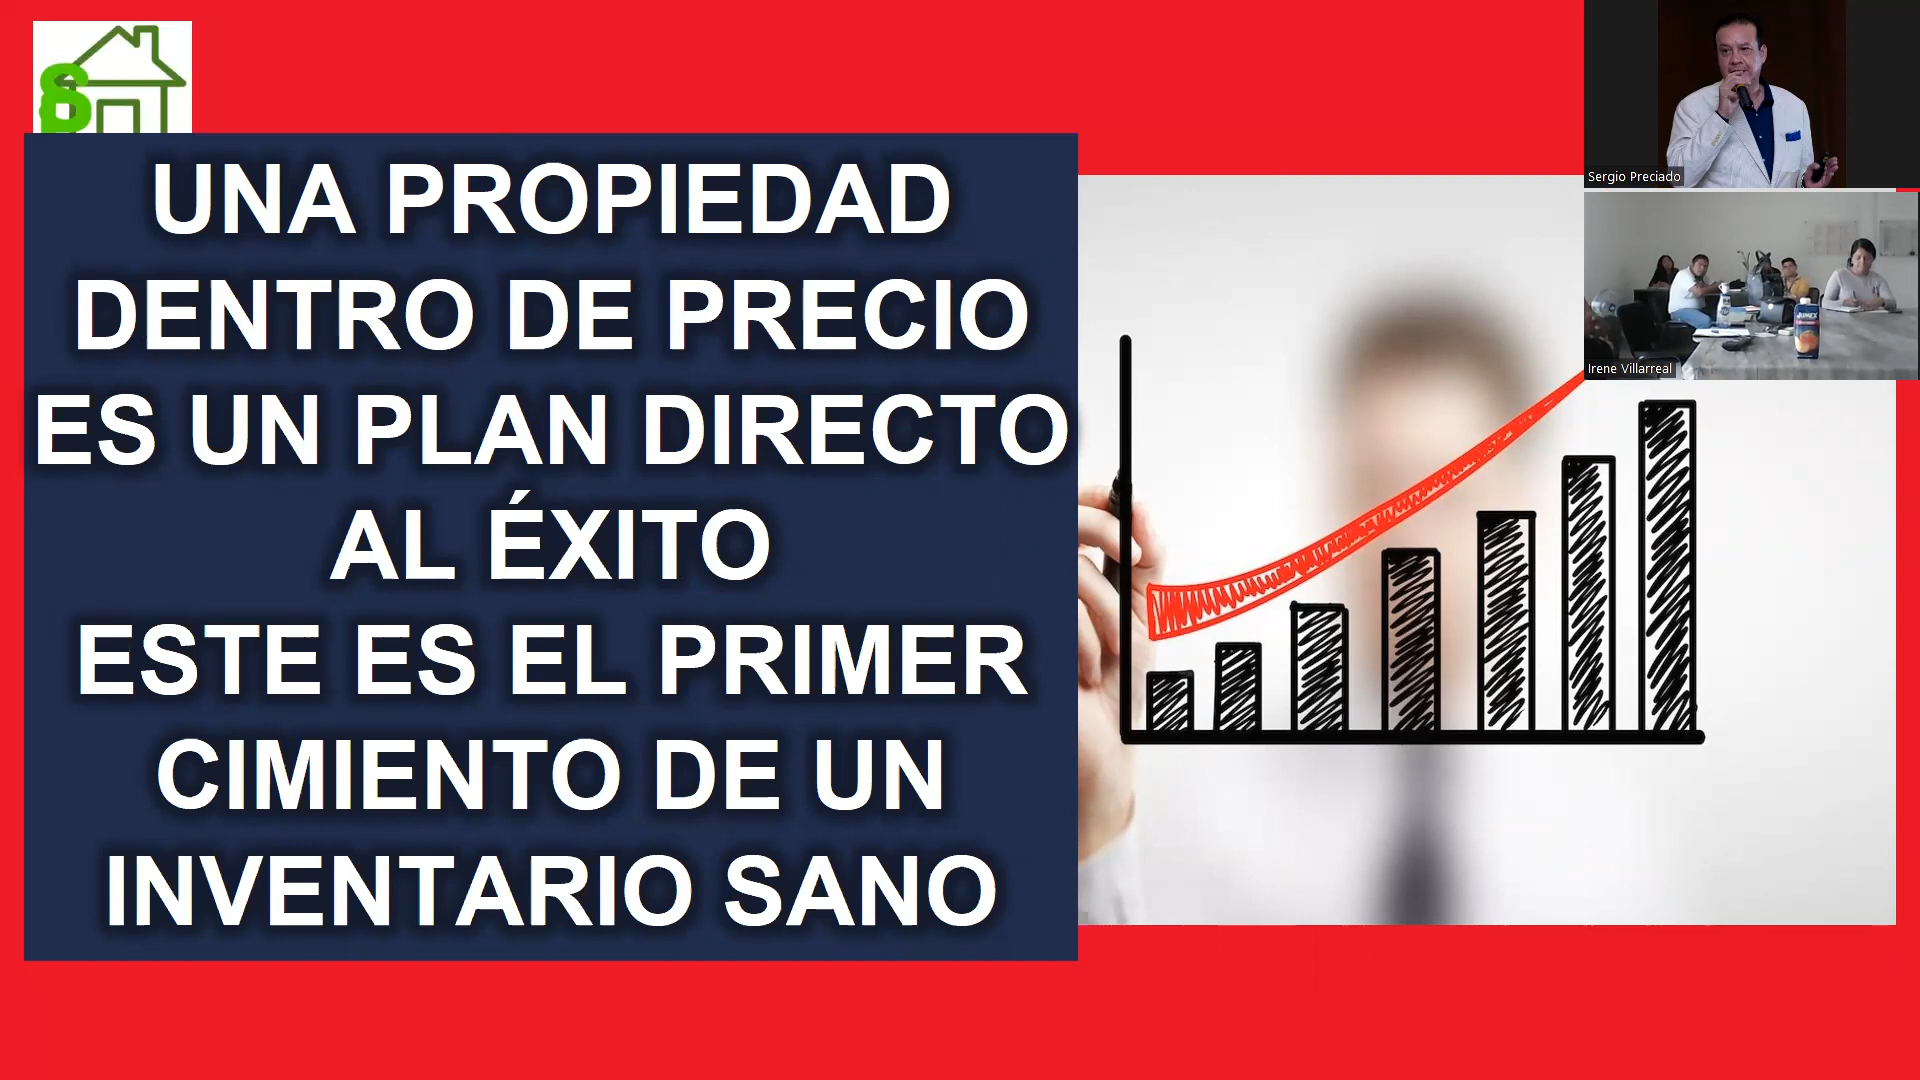 UNA PROPIEDAD
DENTRO DE PRECIO
ES UN PLAN DIRECTO
AL ÉXITO
ESTE ES EL PRIMER
CIMIENTO DE UN
INVENTARIO SANO
Sergio Preciado
JUMEX
Irene Villarreal